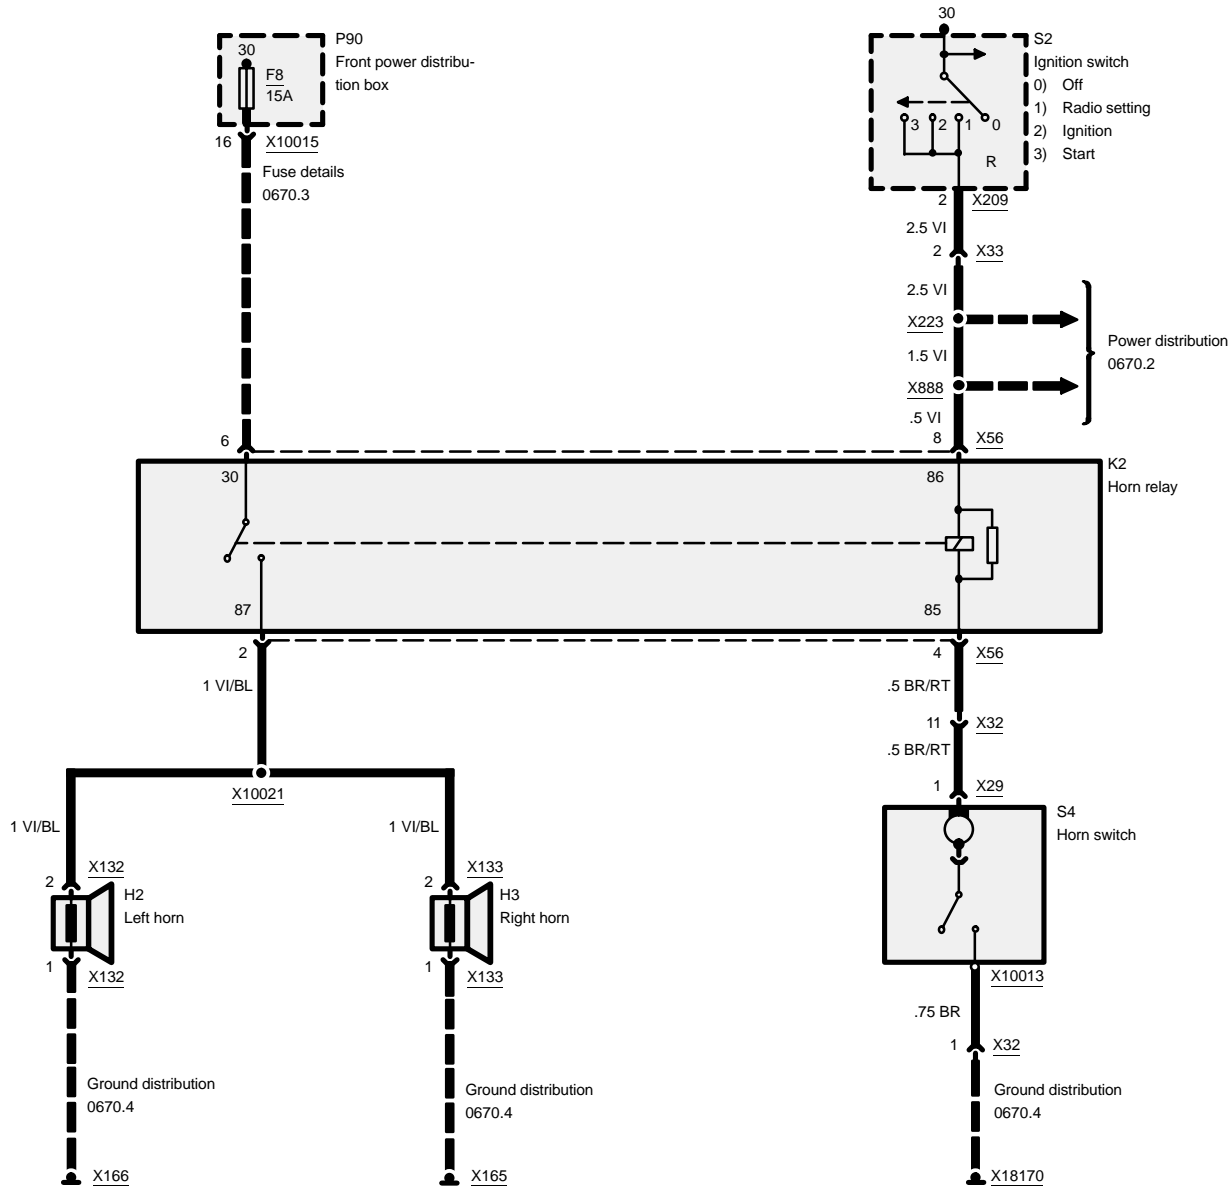 30
P90
S2
30
Front power distribu-
Ignition switch
F8
tion box
0) Off
15A
1) Radio setting
3 2 1 0
2) Ignition
16 X10015
3) Start
R
Fuse details
0670.3
2 X209
2.5 VI
2 X33
2.5 VI
X223
Power distribution
1.5 VI
0670.2
X888
.5 VI
6
8 X56
K2
30
86
Horn relay
87
85
2
4 X56
1 VI/BL
.5 BR/RT
11 X32
.5 BR/RT
X10021
1 X29
S4
1 VI/BL
1 VI/BL
Horn switch
X132
X133
2
2
H2
H3
Left horn
Right horn
1
1
X132
X133
X10013
.75 BR
1 X32
Ground distribution
0670.4
Ground distribution
0670.4
Ground distribution
0670.4
X166
X165
X18170